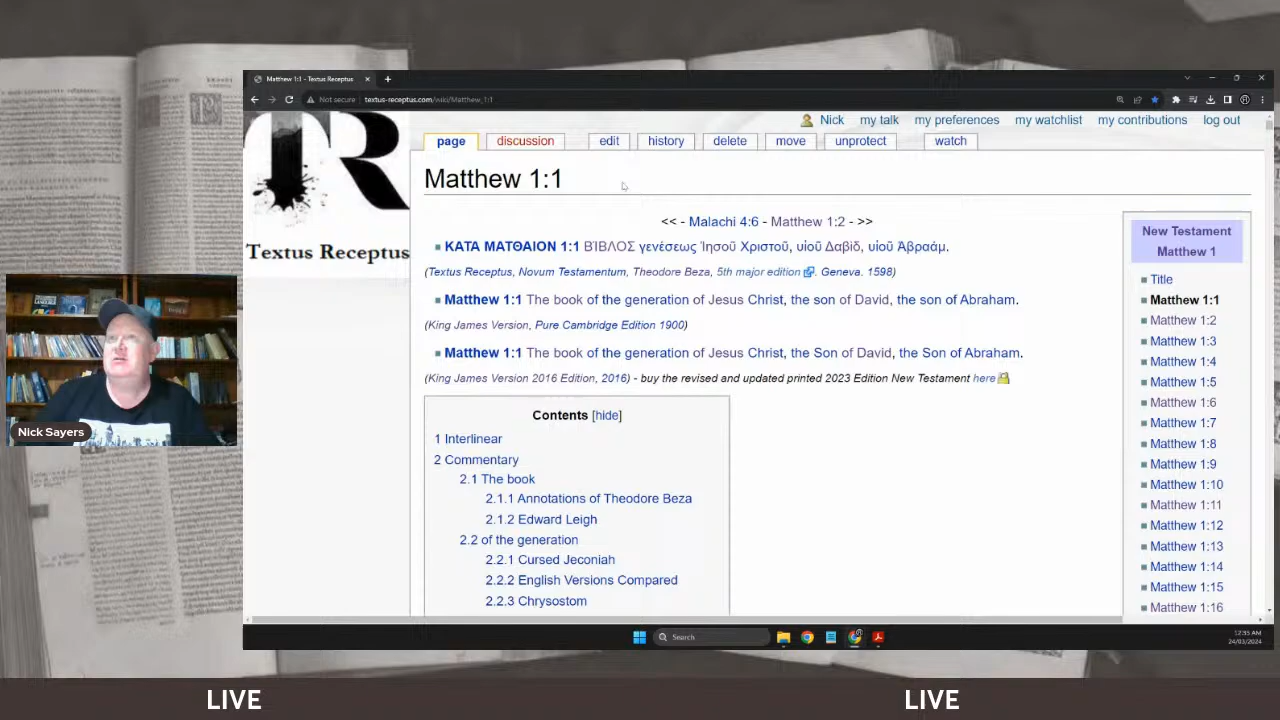 Matthew 1:1 - Textus Receptus
Not secure textus-receptus.com/wiki/Matthew_1:1
Nick my talk my preferences my watchlist my contributions log out
page discussion edit history delete move unprotect watch
Matthew 1:1
Textus Receptus
<< - Malachi 4:6 - Matthew 1:2 - >>
ΚΑΤΑ ΜΑΤΘΑΙΟΝ 1:1 ΒΊΒΛΟΣ γενέσεως Ἰησοῦ Χριστοῦ, υἱοῦ Δαβίδ, υἱοῦ Ἀβραάμ.
(Textus Receptus, Novum Testamentum, Theodore Beza, 5th major edition. Geneva. 1598)
Matthew 1:1 The book of the generation of Jesus Christ, the son of David, the son of Abraham.
(King James Version, Pure Cambridge Edition 1900)
Matthew 1:1 The book of the generation of Jesus Christ, the Son of David, the Son of Abraham.
(King James Version 2016 Edition, 2016) - buy the revised and updated printed 2023 Edition New Testament here
Contents [hide]
1 Interlinear
2 Commentary
2.1 The book
2.1.1 Annotations of Theodore Beza
2.1.2 Edward Leigh
2.2 of the generation
2.2.1 Cursed Jeconiah
2.2.2 English Versions Compared
2.2.3 Chrysostom
New Testament
Matthew 1
Title
Matthew 1:1
Matthew 1:2
Matthew 1:3
Matthew 1:4
Matthew 1:5
Matthew 1:6
Matthew 1:7
Matthew 1:8
Matthew 1:9
Matthew 1:10
Matthew 1:11
Matthew 1:12
Matthew 1:13
Matthew 1:14
Matthew 1:15
Matthew 1:16
Nick Sayers
Search
12:35 AM
24/03/2024
LIVE LIVE